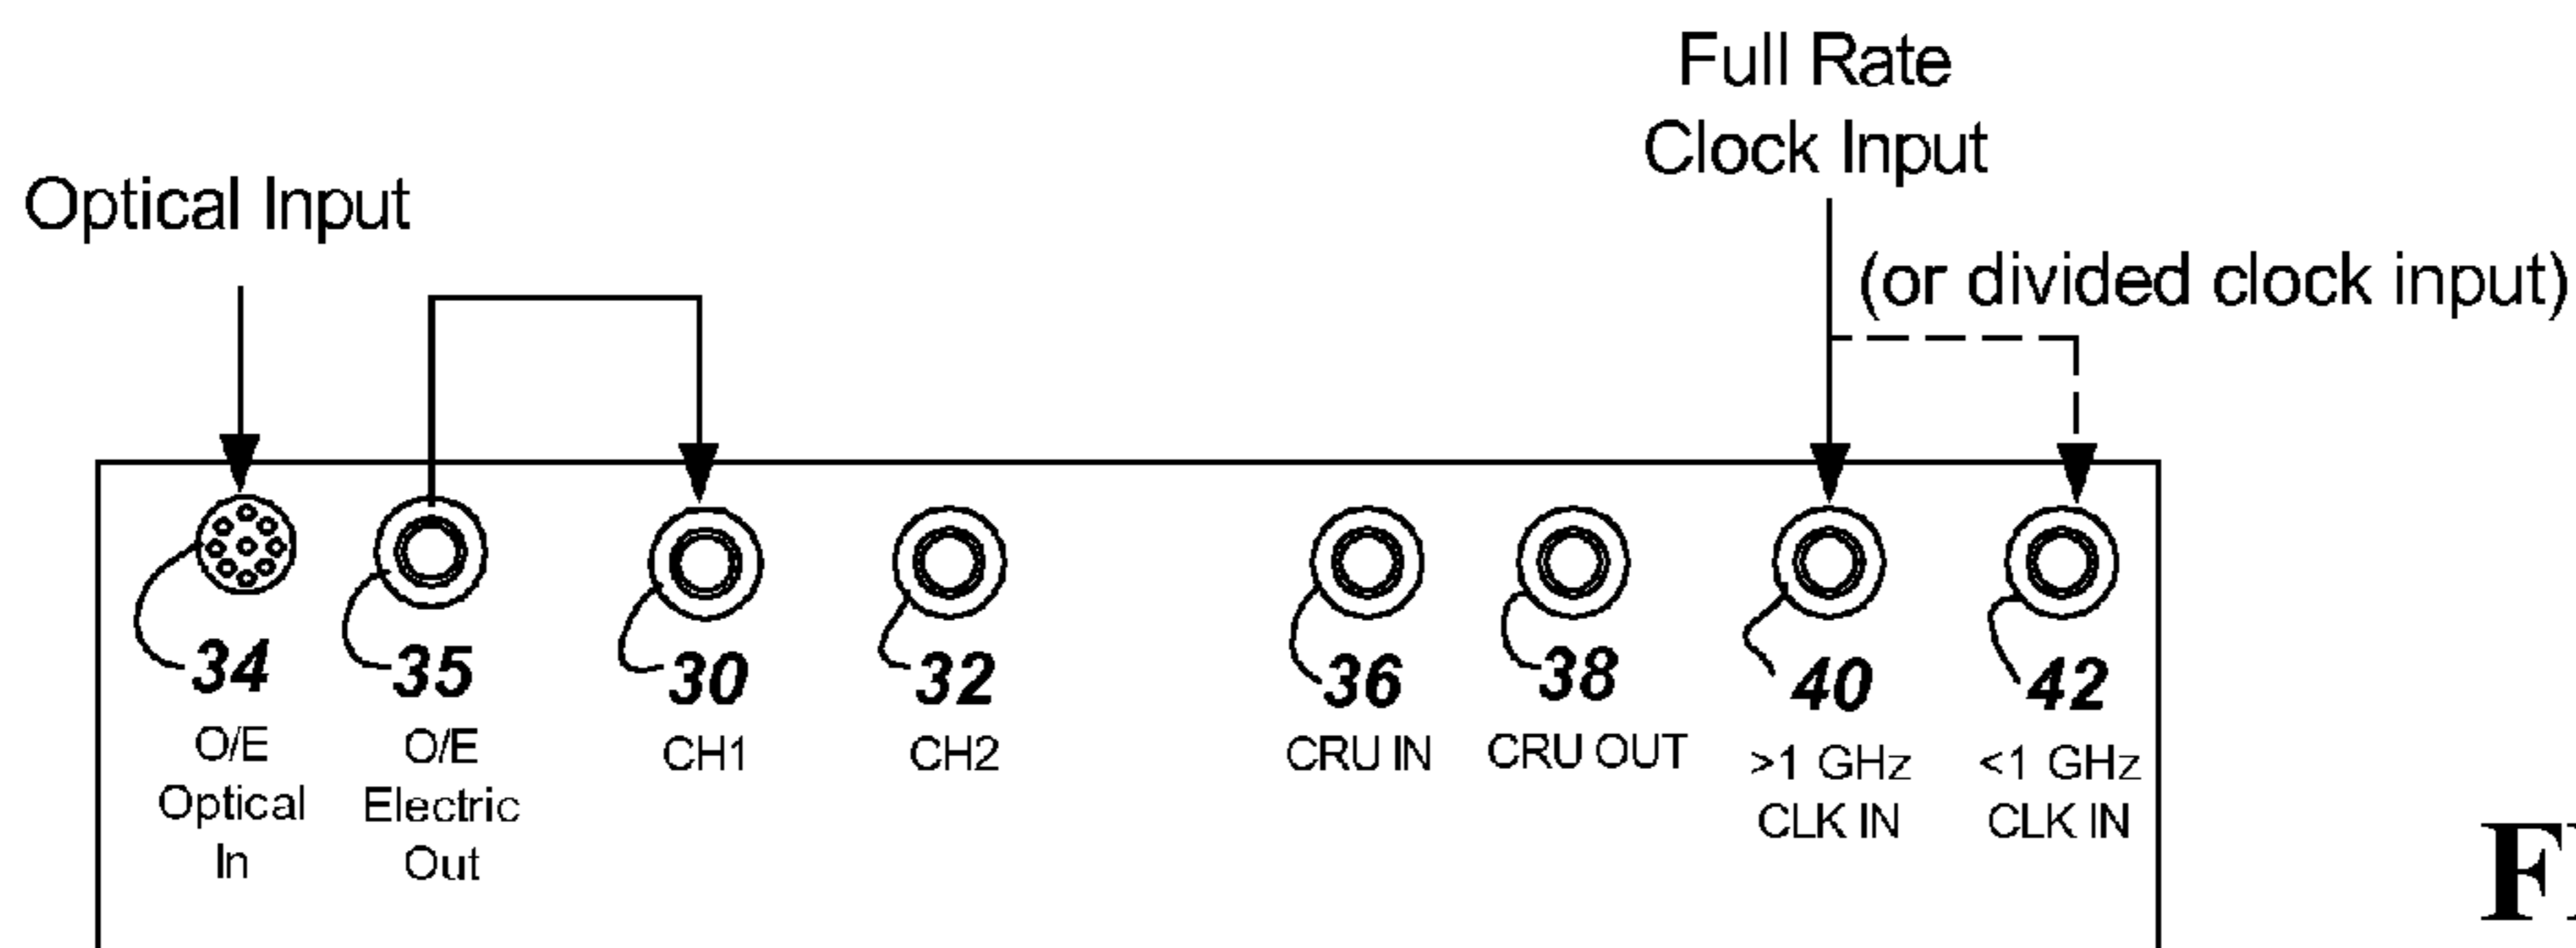 Full Rate
Clock Input
Optical Input
(or divided clock input)
34
35
30
32
36
38
40
42
O/E
Optical
In
O/E
Electric
Out
CH1
CH2
CRU IN
CRU OUT
>1 GHz
CLK IN
<1 GHz
CLK IN